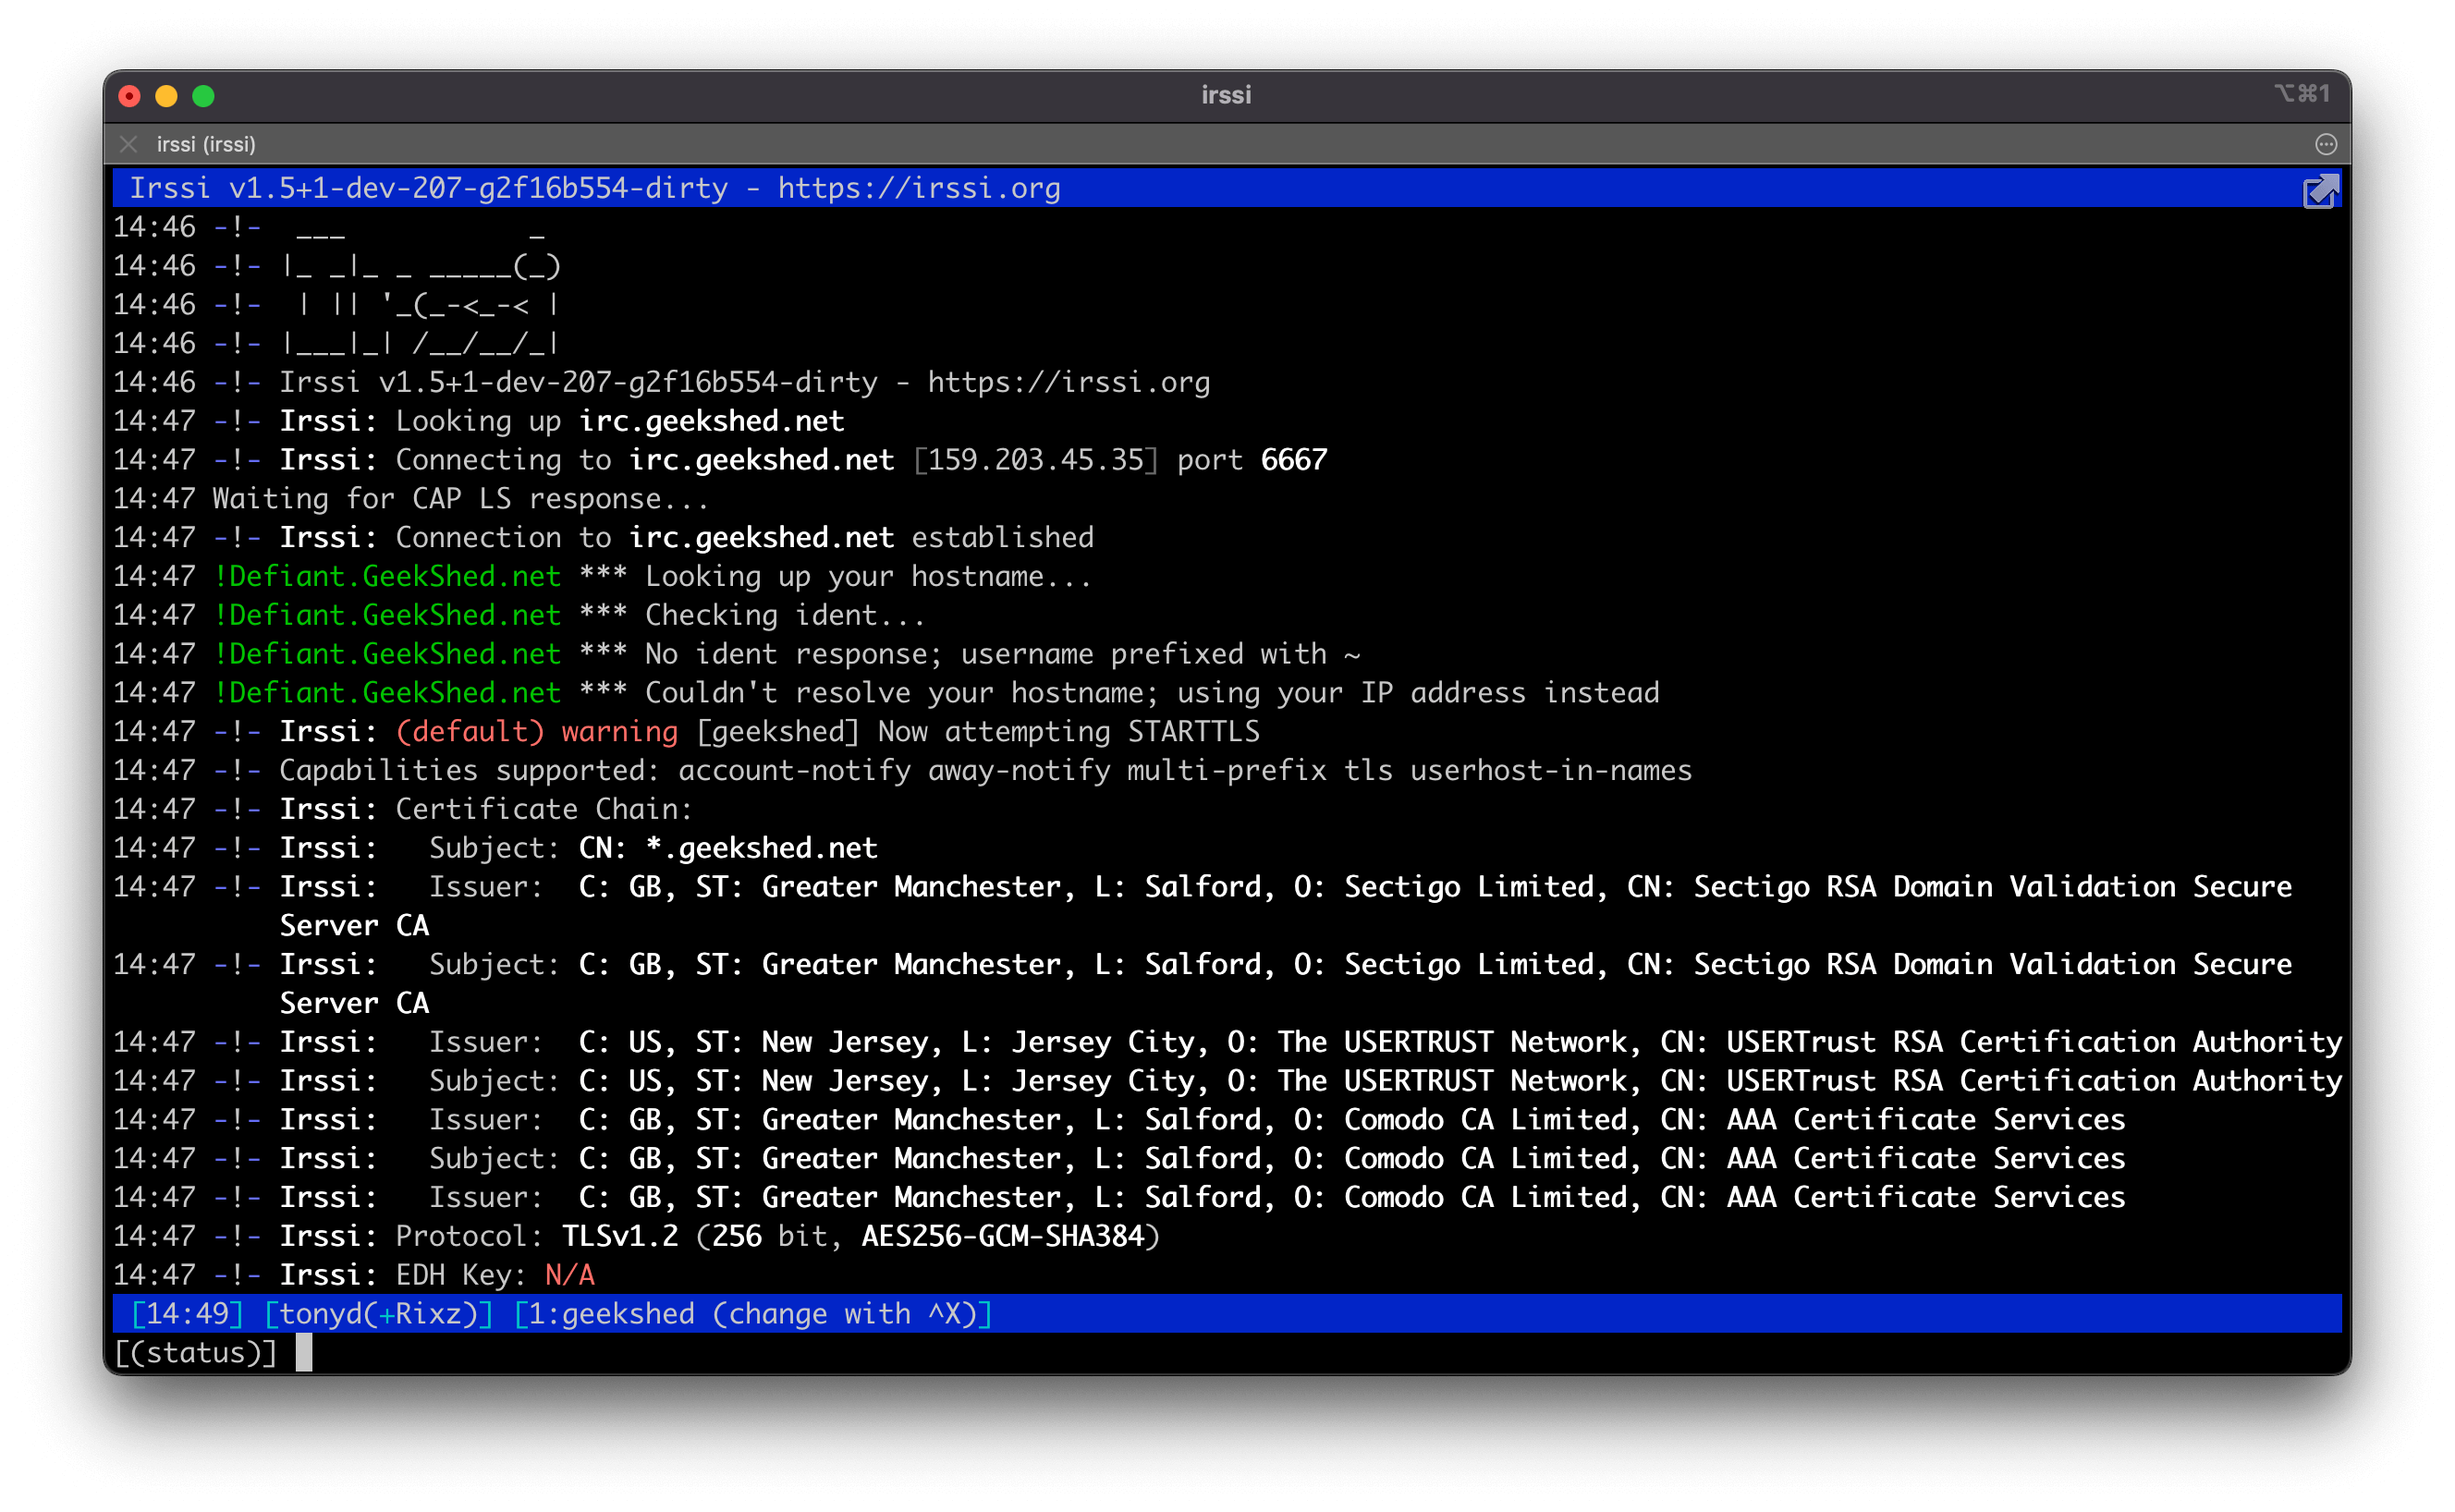 irssi
⌥⌘1
irssi (irssi)
Irssi v1.5+1-dev-207-g2f16b554-dirty - https://irssi.org
14:46 -!-  ___           _
14:46 -!- |_ _|_ _ _____(_)
14:46 -!-  | || '_(_-<_-< |
14:46 -!- |___|_| /__/__/_|
14:46 -!- Irssi v1.5+1-dev-207-g2f16b554-dirty - https://irssi.org
14:47 -!- Irssi: Looking up irc.geekshed.net
14:47 -!- Irssi: Connecting to irc.geekshed.net [159.203.45.35] port 6667
14:47 Waiting for CAP LS response...
14:47 -!- Irssi: Connection to irc.geekshed.net established
14:47 !Defiant.GeekShed.net *** Looking up your hostname...
14:47 !Defiant.GeekShed.net *** Checking ident...
14:47 !Defiant.GeekShed.net *** No ident response; username prefixed with ~
14:47 !Defiant.GeekShed.net *** Couldn't resolve your hostname; using your IP address instead
14:47 -!- Irssi: (default) warning [geekshed] Now attempting STARTTLS
14:47 -!- Capabilities supported: account-notify away-notify multi-prefix tls userhost-in-names
14:47 -!- Irssi: Certificate Chain:
14:47 -!- Irssi:   Subject: CN: *.geekshed.net
14:47 -!- Irssi:   Issuer:  C: GB, ST: Greater Manchester, L: Salford, O: Sectigo Limited, CN: Sectigo RSA Domain Validation Secure
Server CA
14:47 -!- Irssi:   Subject: C: GB, ST: Greater Manchester, L: Salford, O: Sectigo Limited, CN: Sectigo RSA Domain Validation Secure
Server CA
14:47 -!- Irssi:   Issuer:  C: US, ST: New Jersey, L: Jersey City, O: The USERTRUST Network, CN: USERTrust RSA Certification Authority
14:47 -!- Irssi:   Subject: C: US, ST: New Jersey, L: Jersey City, O: The USERTRUST Network, CN: USERTrust RSA Certification Authority
14:47 -!- Irssi:   Issuer:  C: GB, ST: Greater Manchester, L: Salford, O: Comodo CA Limited, CN: AAA Certificate Services
14:47 -!- Irssi:   Subject: C: GB, ST: Greater Manchester, L: Salford, O: Comodo CA Limited, CN: AAA Certificate Services
14:47 -!- Irssi:   Issuer:  C: GB, ST: Greater Manchester, L: Salford, O: Comodo CA Limited, CN: AAA Certificate Services
14:47 -!- Irssi: Protocol: TLSv1.2 (256 bit, AES256-GCM-SHA384)
14:47 -!- Irssi: EDH Key: N/A
[14:49] [tonyd(+Rixz)] [1:geekshed (change with ^X)]
[(status)]